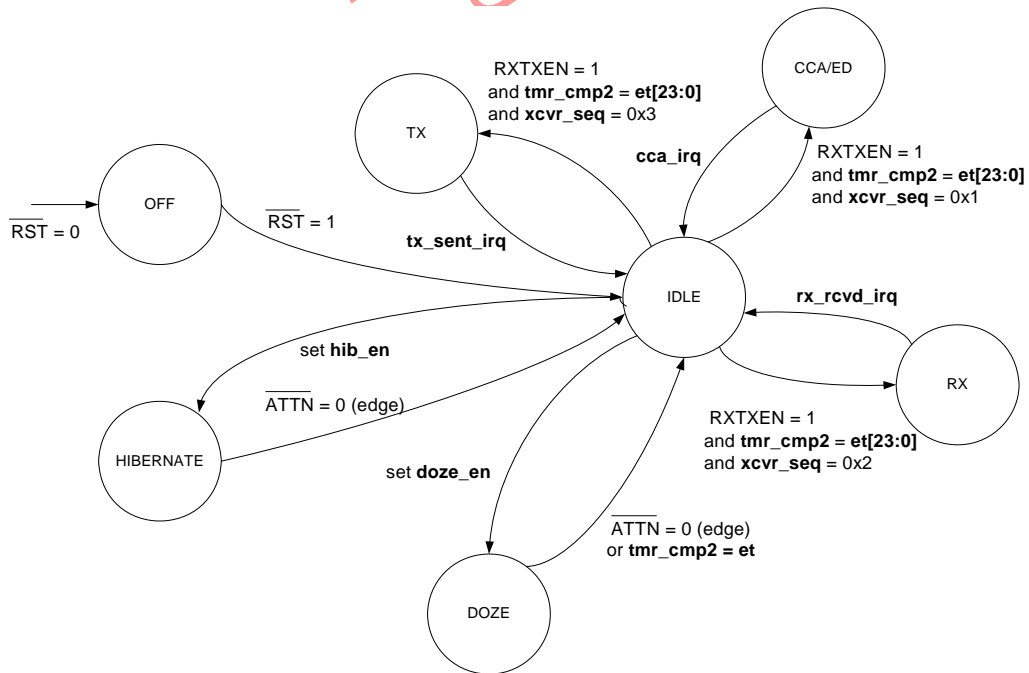 RXTXEN = 1
and tmr_cmp2 = et[23:0]
and xcvr_seq = 0x3
CCA/ED
TX
cca_irq
RXTXEN = 1
and tmr_cmp2 = et[23:0]
and xcvr_seq = 0x1
OFF
RST = 0
RST = 1
tx_sent_irq
IDLE
rx_rcvd_irq
set hib_en
ATTN = 0 (edge)
RX
RXTXEN = 1
and tmr_cmp2 = et[23:0]
and xcvr_seq = 0x2
HIBERNATE
set doze_en
ATTN = 0 (edge)
or tmr_cmp2 = et
DOZE